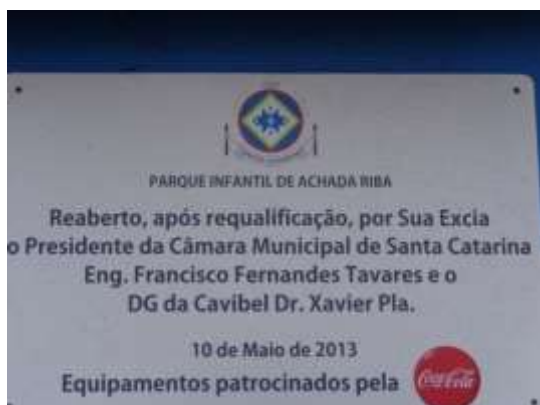 PARQUE INFANTIL DE ACHADA RIBA
Reaberto, após requalificação, por Sua Excia
o Presidente da Câmara Municipal de Santa Catarina
Eng. Francisco Fernandes Tavares e o
DG da Cavibel Dr. Xavier Pla.
10 de Maio de 2013
Equipamentos patrocinados pela Coca-Cola